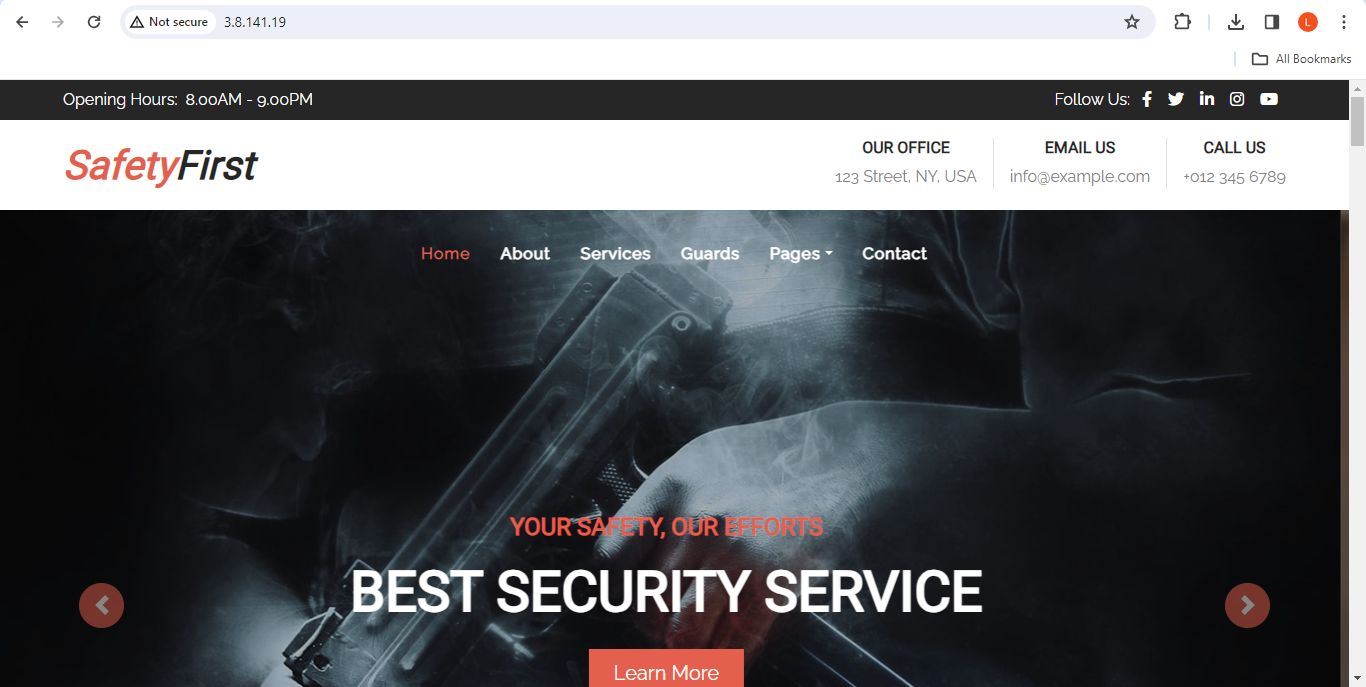 Not secure 3.8.141.19
L
All Bookmarks
Opening Hours: 8.00AM - 9.00PM
Follow Us:
SafetyFirst
OUR OFFICE
123 Street, NY, USA
EMAIL US
info@example.com
CALL US
+012 345 6789
Home About Services Guards Pages Contact
YOUR SAFETY, OUR EFFORTS
BEST SECURITY SERVICE
Learn More